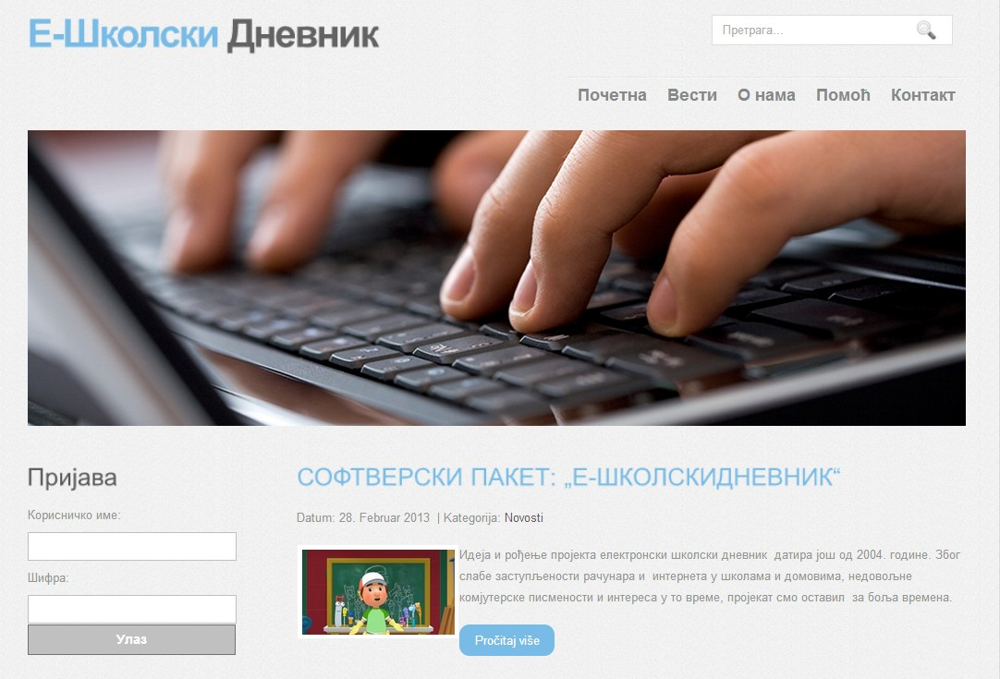 Е-Школски Дневник
Петрага...
Почетна Вести О нама Помоћ Контакт
Пријава
Корисничко име:
Шифра:
Улаз
СОФТВЕРСКИ ПАКЕТ: „Е-ШКОЛСКИДНЕВНИК“
Datum: 28. Februar 2013 | Kategorija: Novosti
Идеја и рођење пројекта електронски школски дневник датира још од 2004. године. Због
слабе заступљености рачунара и интернета у школама и домовима, недовољне
комјутерске писмености и интереса у то време, пројекат смо оставил за боља времена.
Pročitaj više